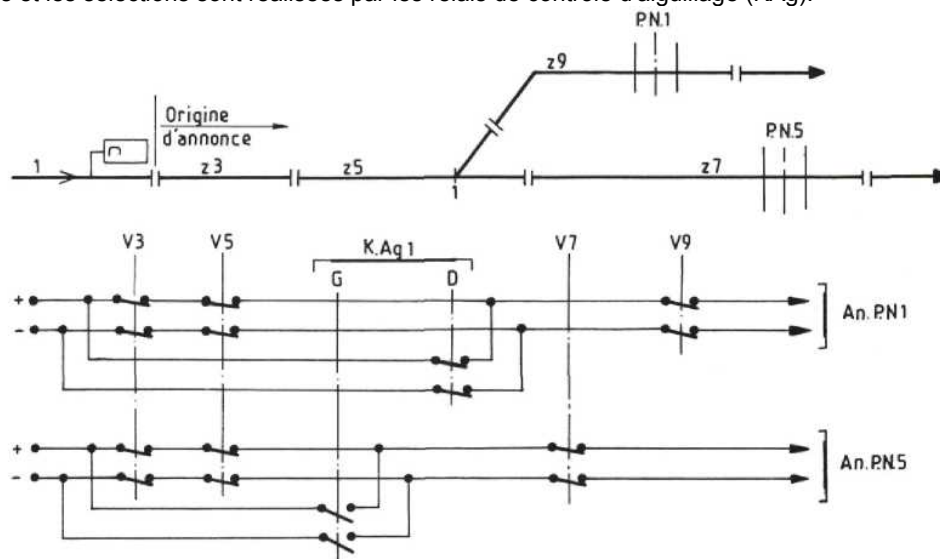 e et les sélections sont réalisées par les relais de contrôle d'aiguillage (KAg).
P.N.1
z9
Origine
d'annonce
P.N.5
1
z3
z5
1
z7
V3
V5
K.Ag 1
V7
V9
G
D
+
-
An.P.N1
+
-
An.P.N.5